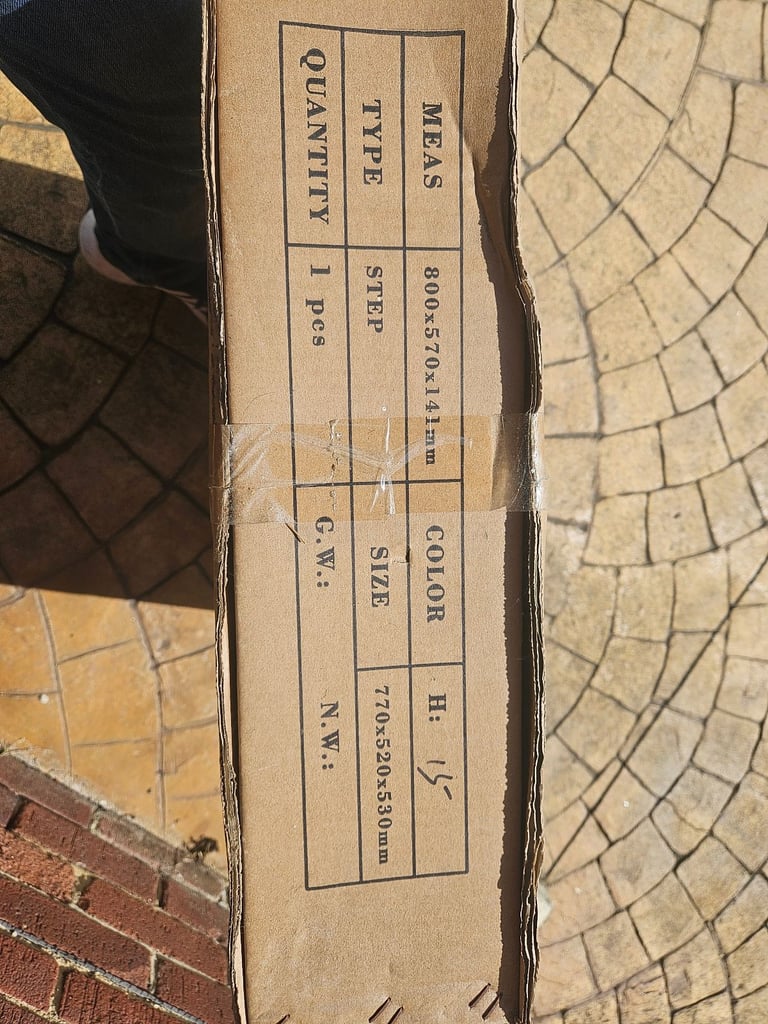 MEAS 800x570x141mm COLOR H: 15
TYPE STEP SIZE 770x520x530mm
QUANTITY 1 pcs G.W.: N.W.: